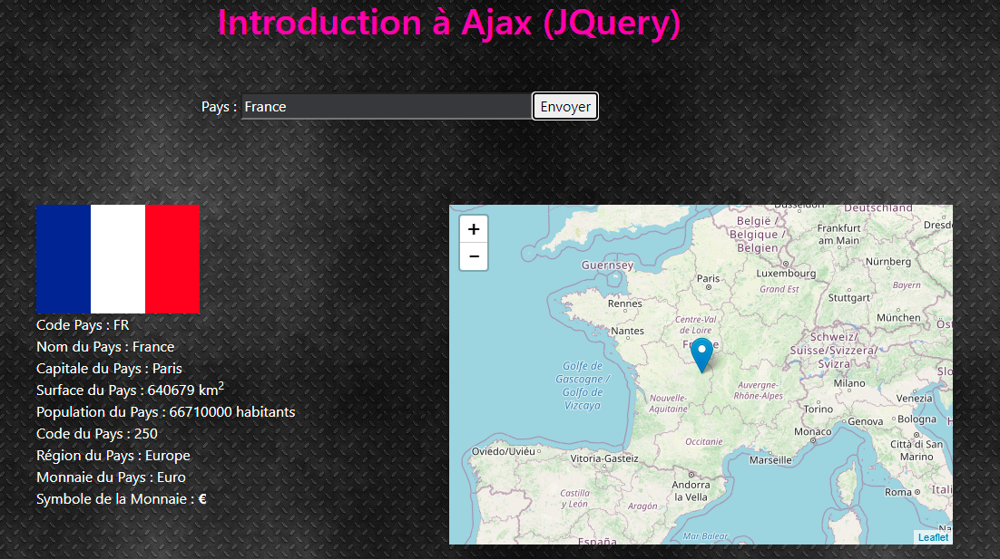 Introduction à Ajax (JQuery)
Pays : France Envoyer
Code Pays : FR
Nom du Pays : France
Capitale du Pays : Paris
Surface du Pays : 640679 km²
Population du Pays : 66710000 habitants
Code du Pays : 250
Région du Pays : Europe
Monnaie du Pays : Euro
Symbole de la Monnaie : €
+
−
Deutschland
België /
Belgique /
Belgien
Frankfurt
am Main
Guernsey
Nürnberg
Paris
Luxembourg
Grand Est
Bayern
Stuttgart
Rennes
München
Centre-Val
de Loire
Nantes
Schweiz/
Suisse/Svizzera/
Svizra
Golfe de
Gascogne /
Golfo de
Vizcaya
Milano
Auvergne-
Rhône-Alpes
Nouvelle-
Aquitaine
Venezia
Torino
Genova
Bologna
Monaco
Occitanie
Città di San
Marino
Oviedo/Uviéu
Vitoria-Gasteiz
Marseille
Andorra
la Vella
Roma
Castilla
y León
Aragón
Mar Balear
España
Leaflet